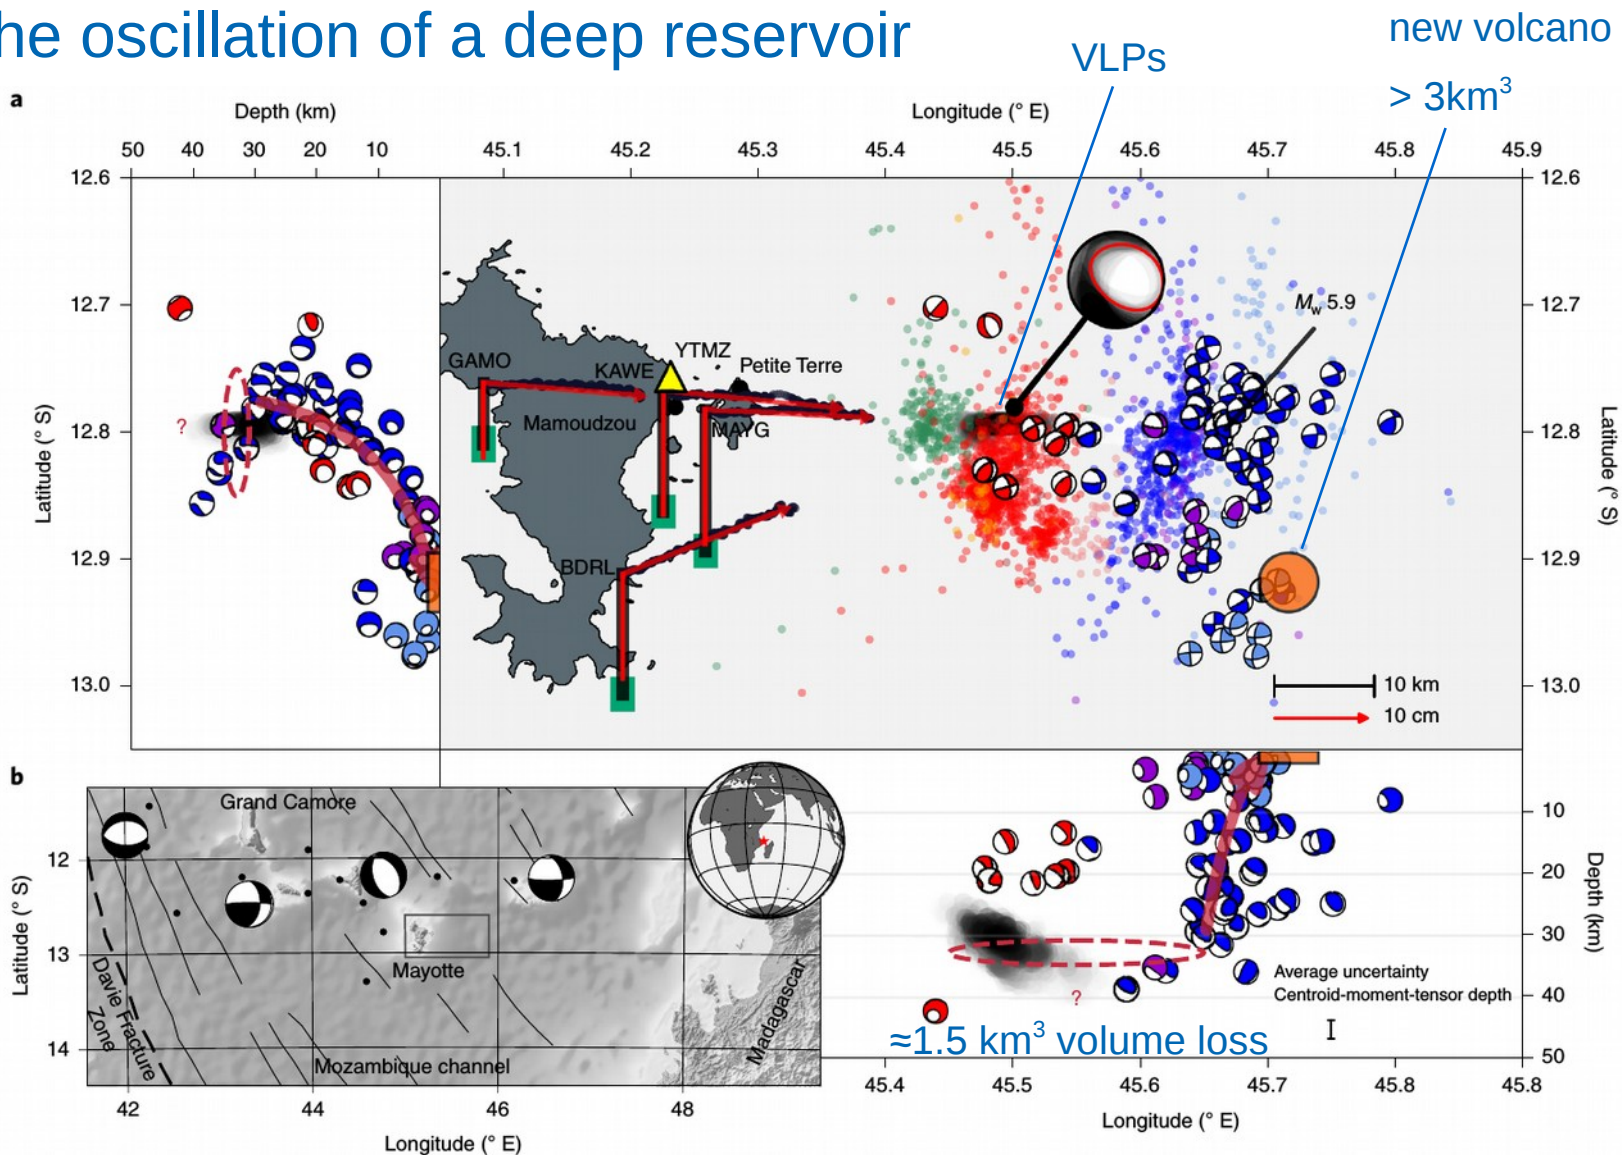 he oscillation of a deep reservoir
new volcano
> 3km³
VLPs
a
Depth (km)
Longitude (° E)
50 40 30 20 10 45.1 45.2 45.3 45.4 45.5 45.6 45.7 45.8 45.9
12.6 12.6
12.7 12.7
12.8 12.8
12.9 12.9
13.0 13.0
Latitude (° S)
Latitude (° S)
?
GAMO
KAWE
YTMZ
Petite Terre
Mamoudzou
MAYG
BDRL
Mw 5.9
10 km
10 cm
b
Grand Camore
Mayotte
Davie Fracture
Zone
Mozambique channel
Madagascar
12
13
14
Latitude (° S)
42 44 46 48
Longitude (° E)
10
20
30
40
50
Depth (km)
Average uncertainty
Centroid-moment-tensor depth
?
≈1.5 km³ volume loss
45.4 45.5 45.6 45.7 45.8 45.8
Longitude (° E)